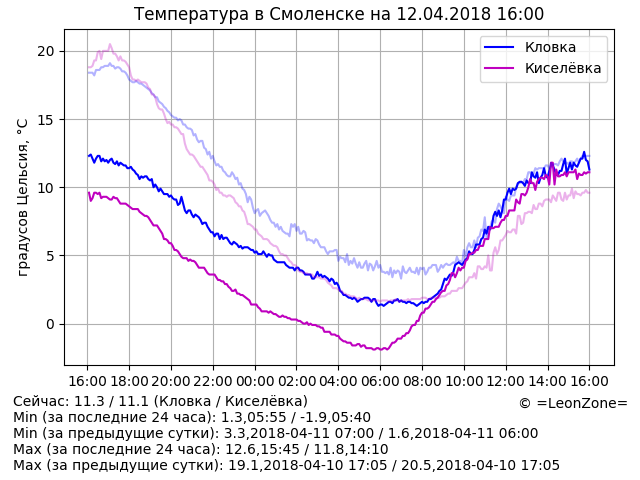 Температура в Смоленске на 12.04.2018 16:00
Кловка
Киселёвка
градусов Цельсия, °C
20
15
10
5
0
16:00 18:00 20:00 22:00 00:00 02:00 04:00 06:00 08:00 10:00 12:00 14:00 16:00
Сейчас: 11.3 / 11.1 (Кловка / Киселёвка)
© =LeonZone=
Min (за последние 24 часа): 1.3,05:55 / -1.9,05:40
Min (за предыдущие сутки): 3.3,2018-04-11 07:00 / 1.6,2018-04-11 06:00
Max (за последние 24 часа): 12.6,15:45 / 11.8,14:10
Max (за предыдущие сутки): 19.1,2018-04-10 17:05 / 20.5,2018-04-10 17:05